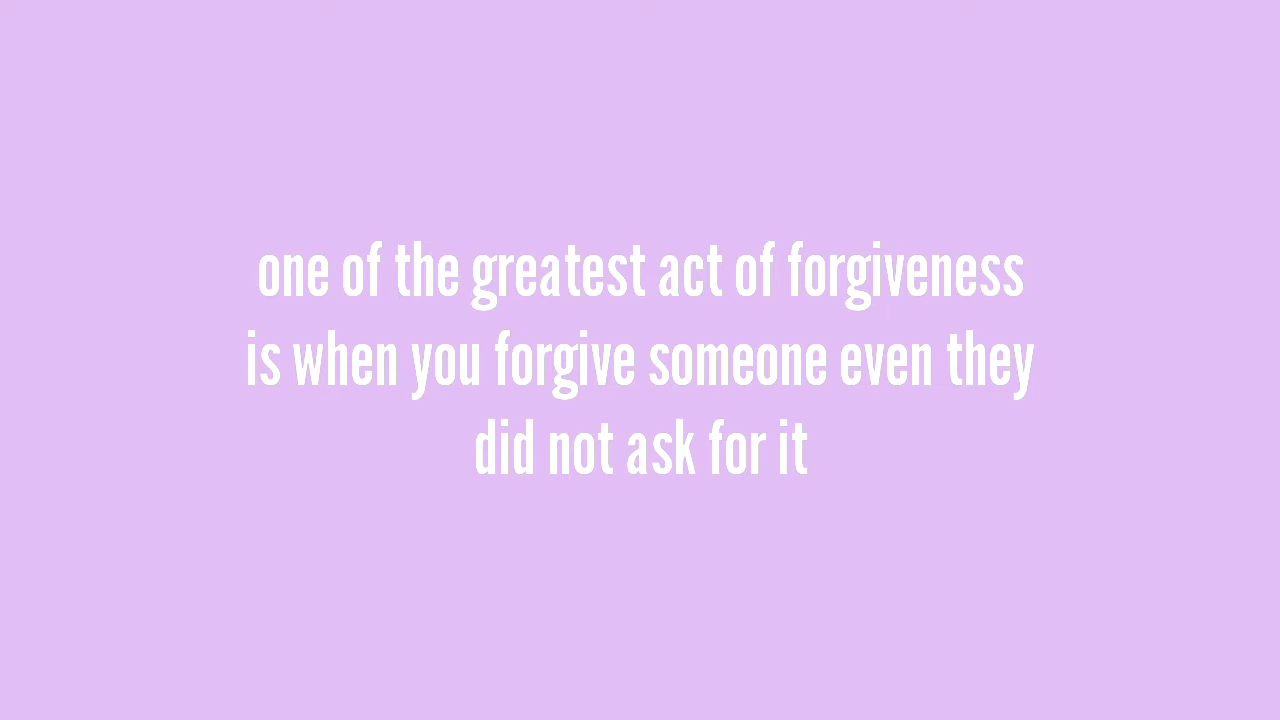 one of the greatest act of forgiveness
is when you forgive someone even they
did not ask for it